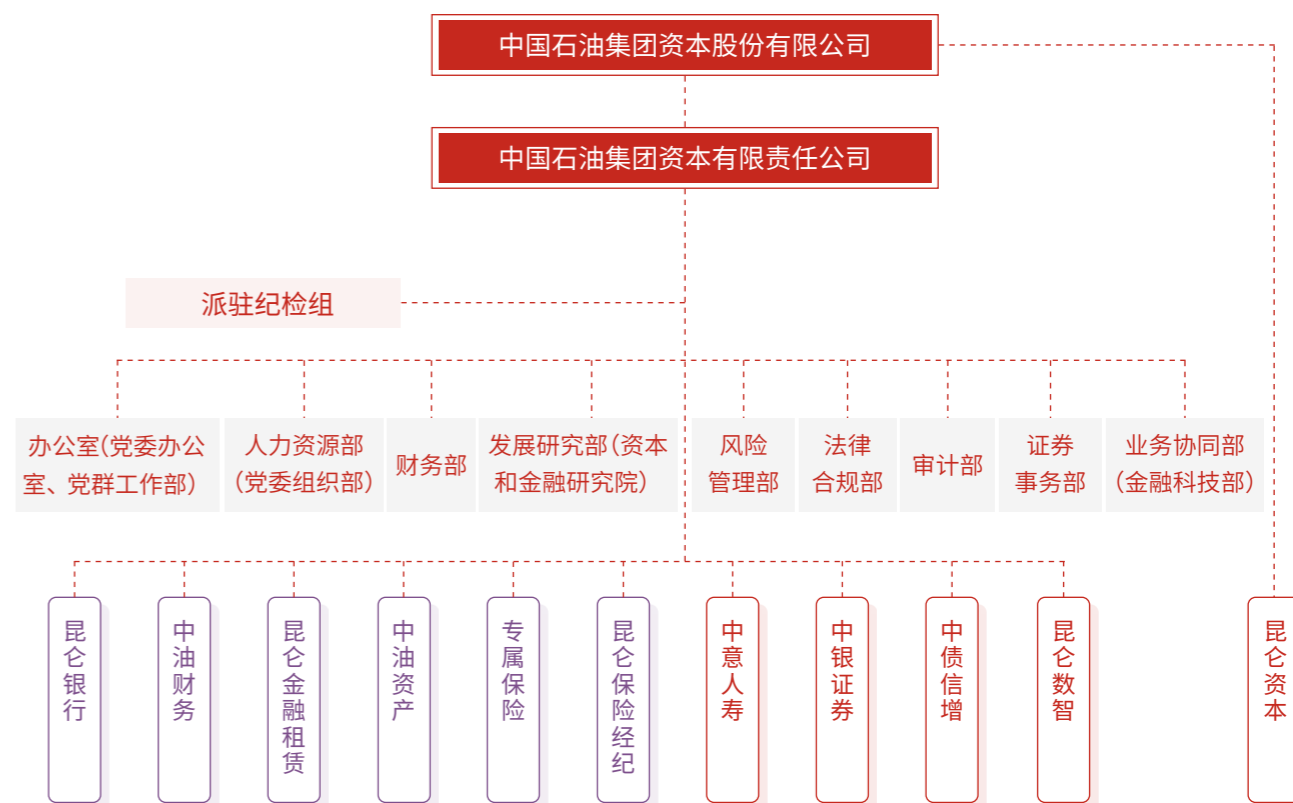 中国石油集团资本股份有限公司
中国石油集团资本有限责任公司
派驻纪检组
办公室(党委办公
室、党群工作部)
人力资源部
(党委组织部)
财务部
发展研究部(资本
和金融研究院)
风险
管理部
法律
合规部
审计部
证券
事务部
业务协同部
(金融科技部)
昆仑银行
中油财务
昆仑金融租赁
中油资产
专属保险
昆仑保险经纪
中意人寿
中银证券
中债信增
昆仑数智
昆仑资本